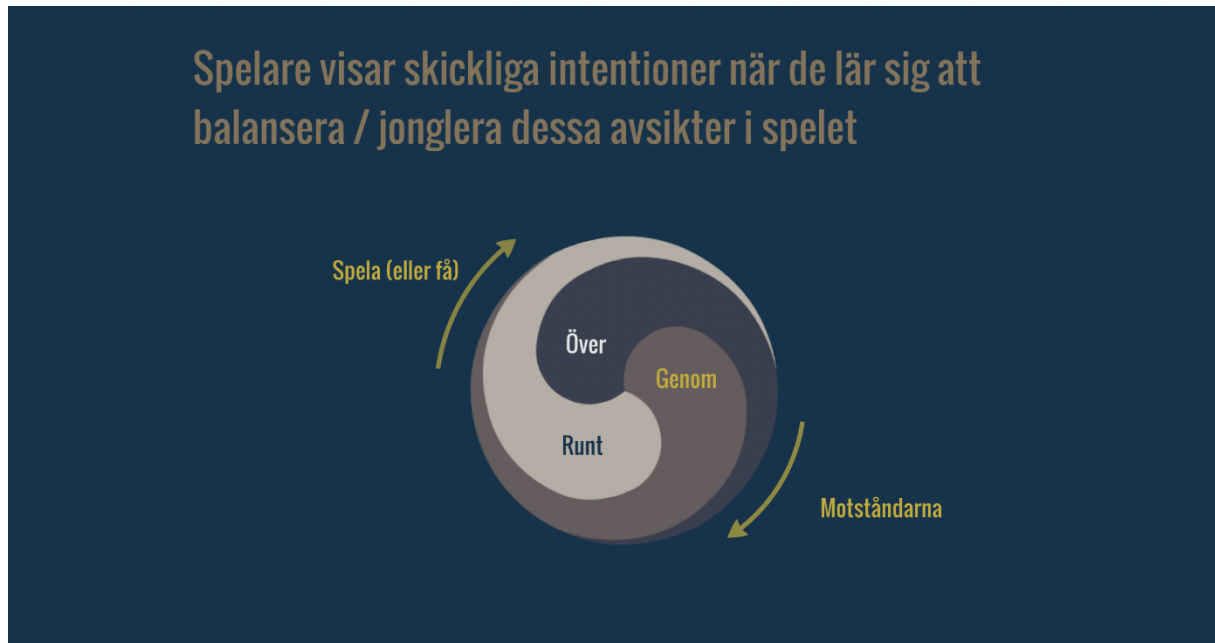 Spelare visar skickliga intentioner när de lär sig att
balansera / jonglera dessa avsikter i spelet
Spela (eller få)
Över
Genom
Runt
Motståndarna